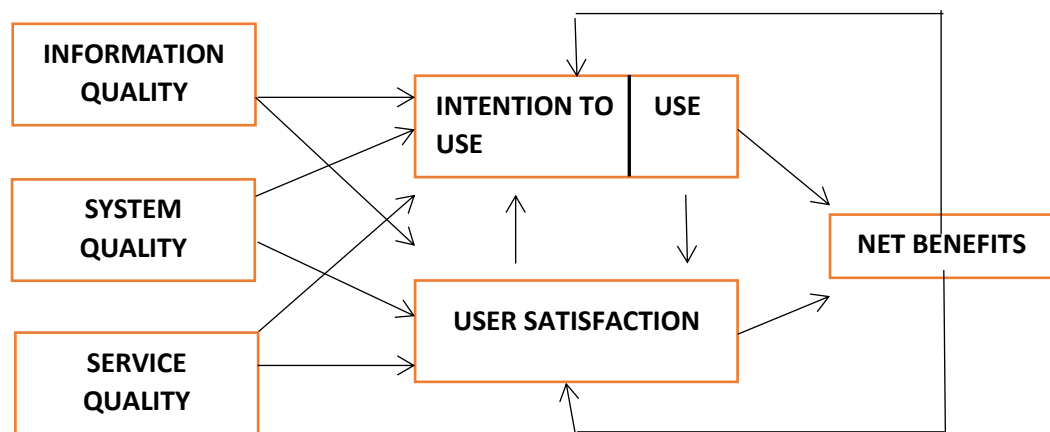 INFORMATION
QUALITY
INTENTION TO
USE
USE
SYSTEM
QUALITY
NET BENEFITS
USER SATISFACTION
SERVICE
QUALITY